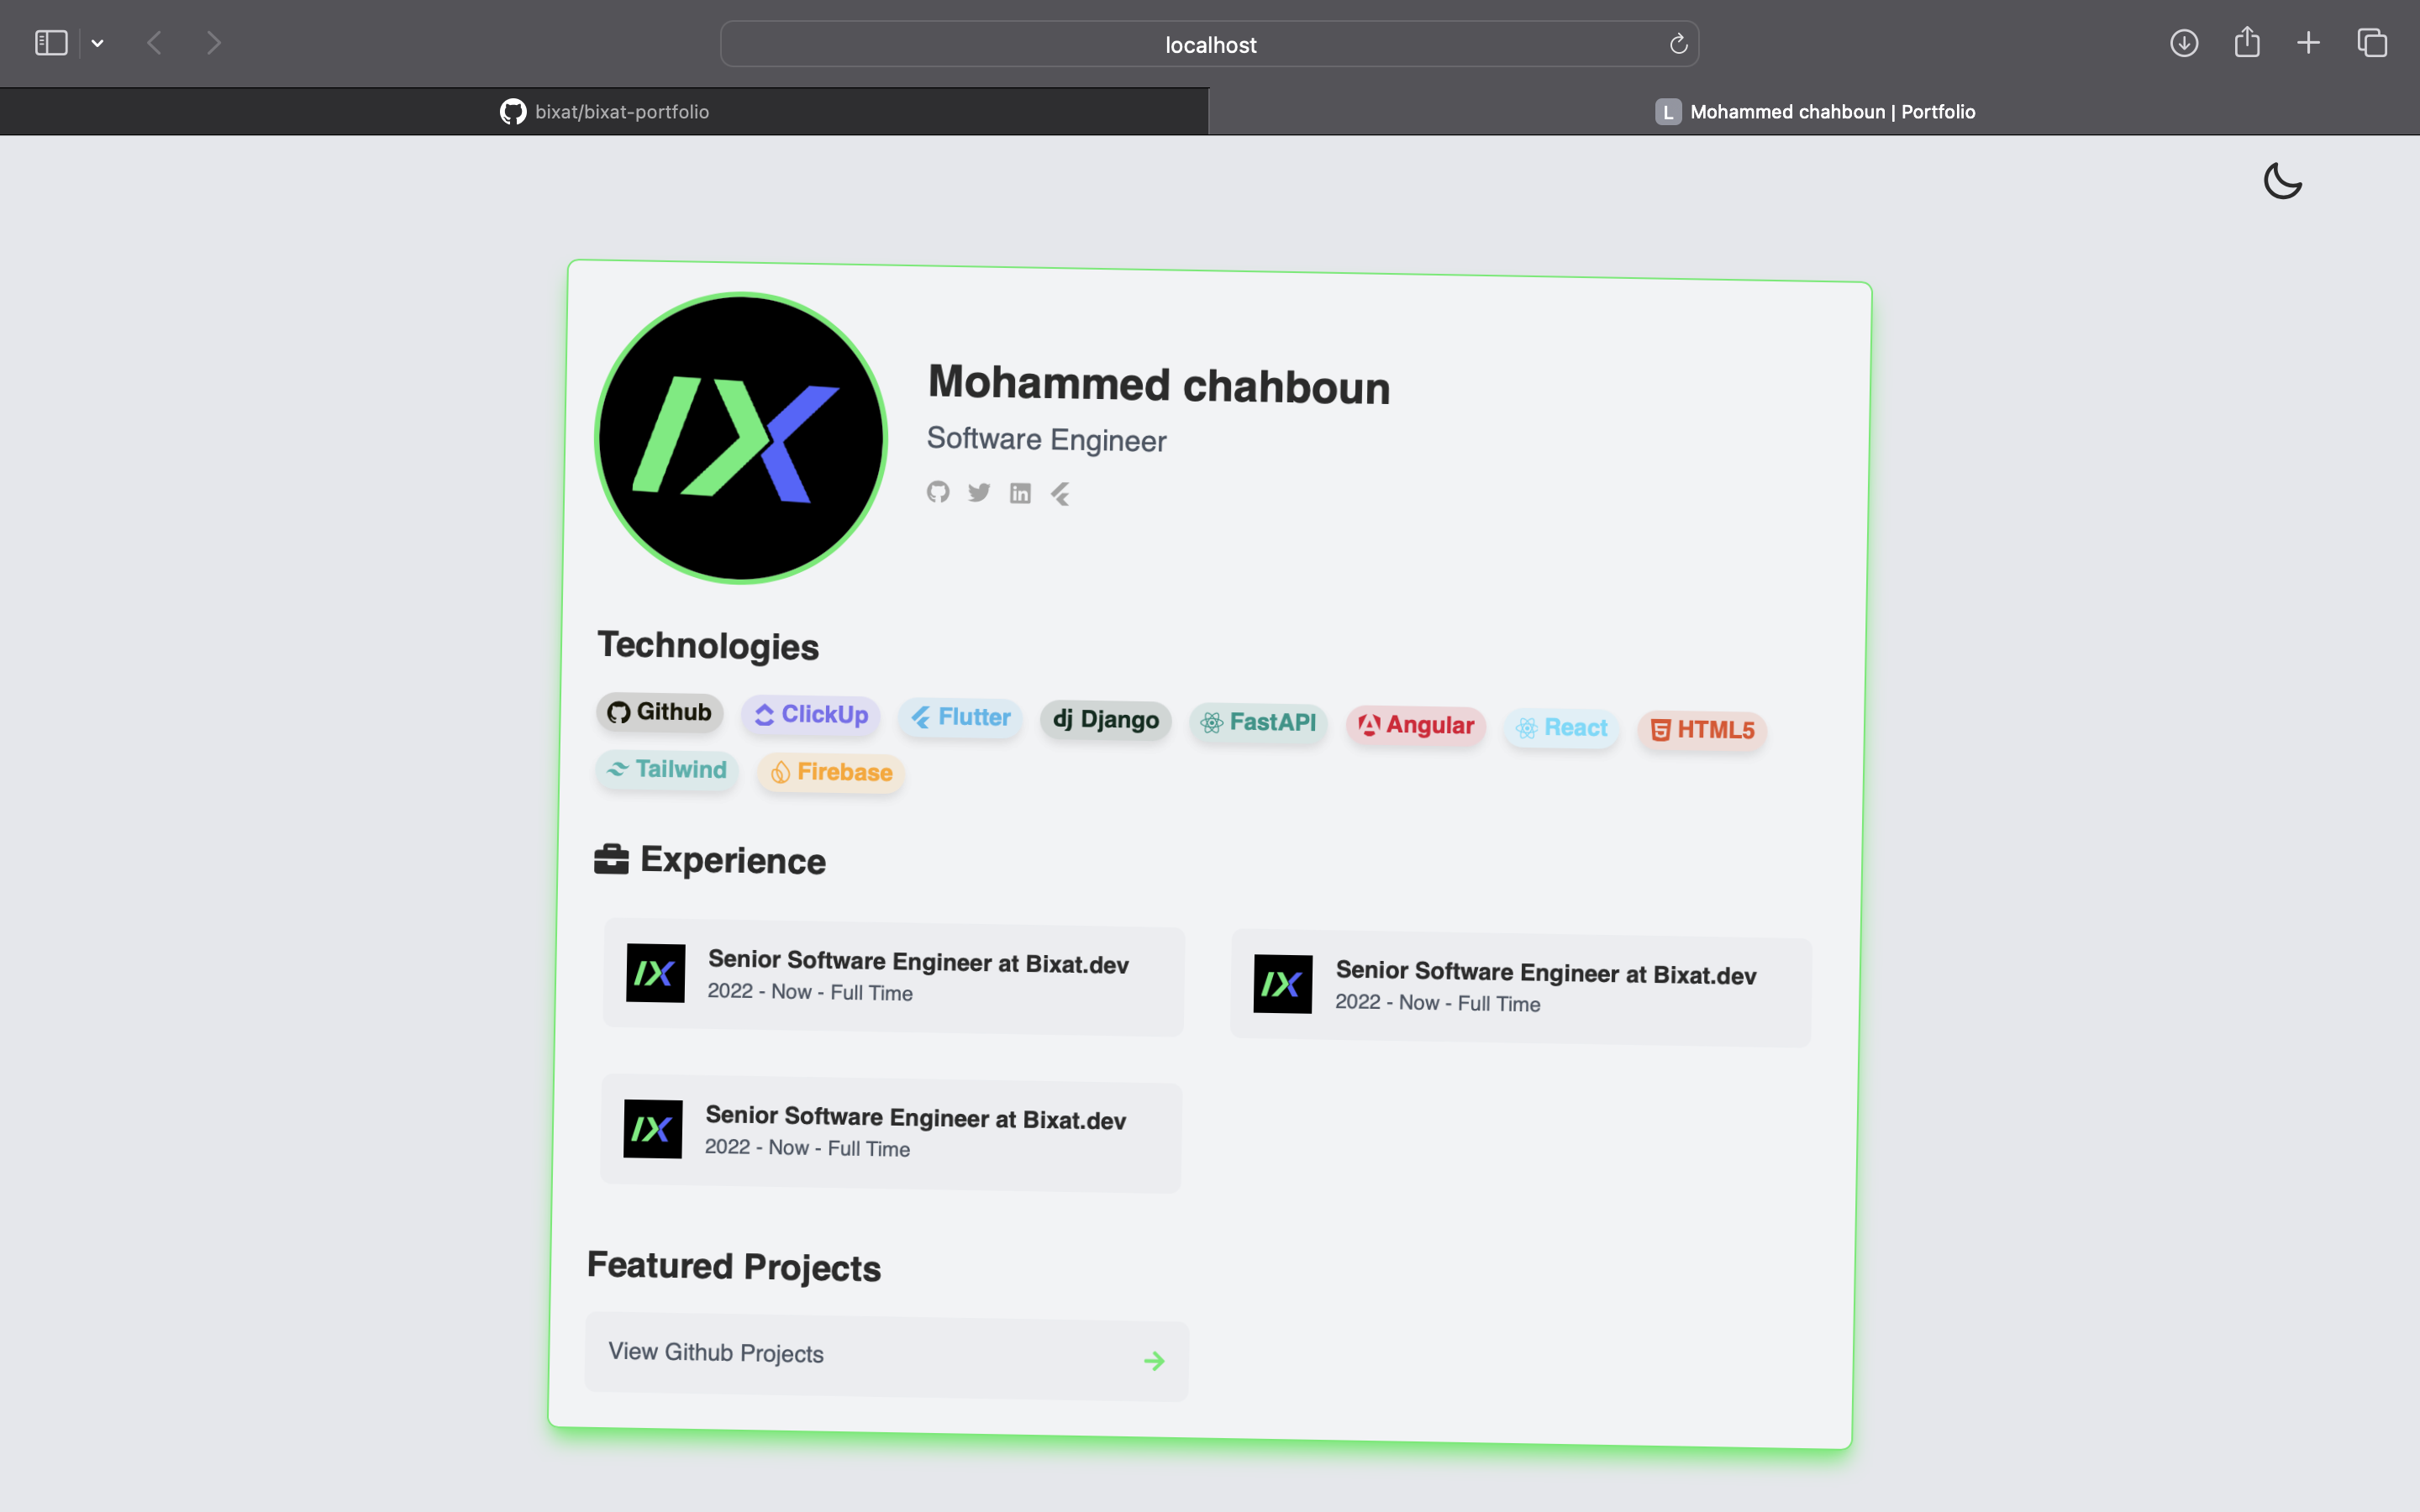 localhost
bixat/bixat-portfolio
L Mohammed chahboun | Portfolio
Mohammed chahboun
Software Engineer
Technologies
Github ClickUp Flutter dj Django FastAPI Angular React HTML5
Tailwind Firebase
Experience
Senior Software Engineer at Bixat.dev
2022 - Now - Full Time
Senior Software Engineer at Bixat.dev
2022 - Now - Full Time
Senior Software Engineer at Bixat.dev
2022 - Now - Full Time
Featured Projects
View Github Projects